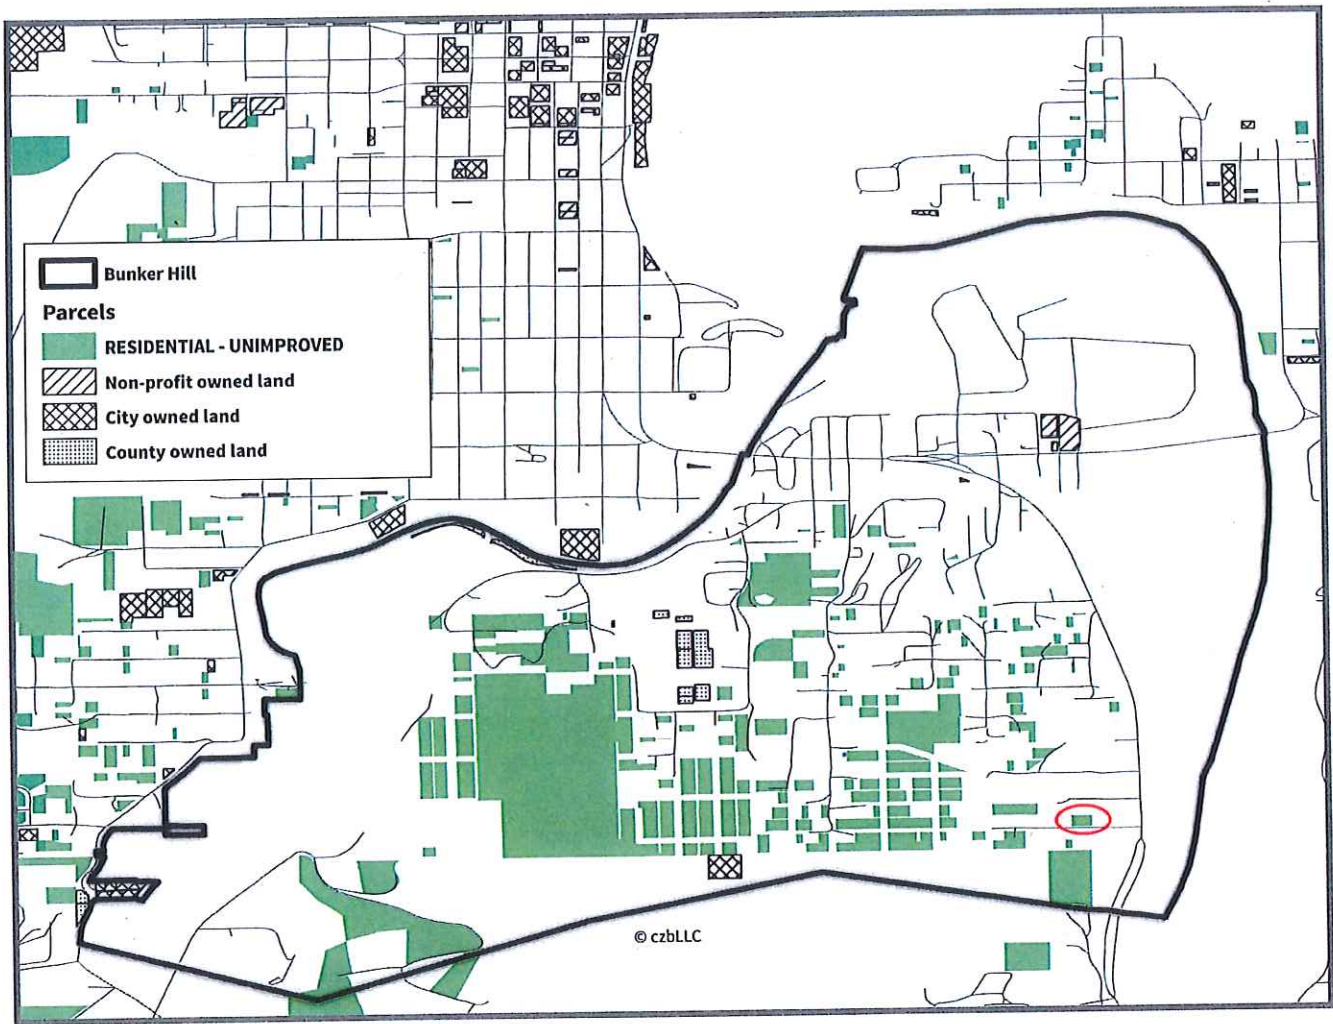 Bunker Hill
Parcels
RESIDENTIAL - UNIMPROVED
Non-profit owned land
City owned land
County owned land
© czbLLC